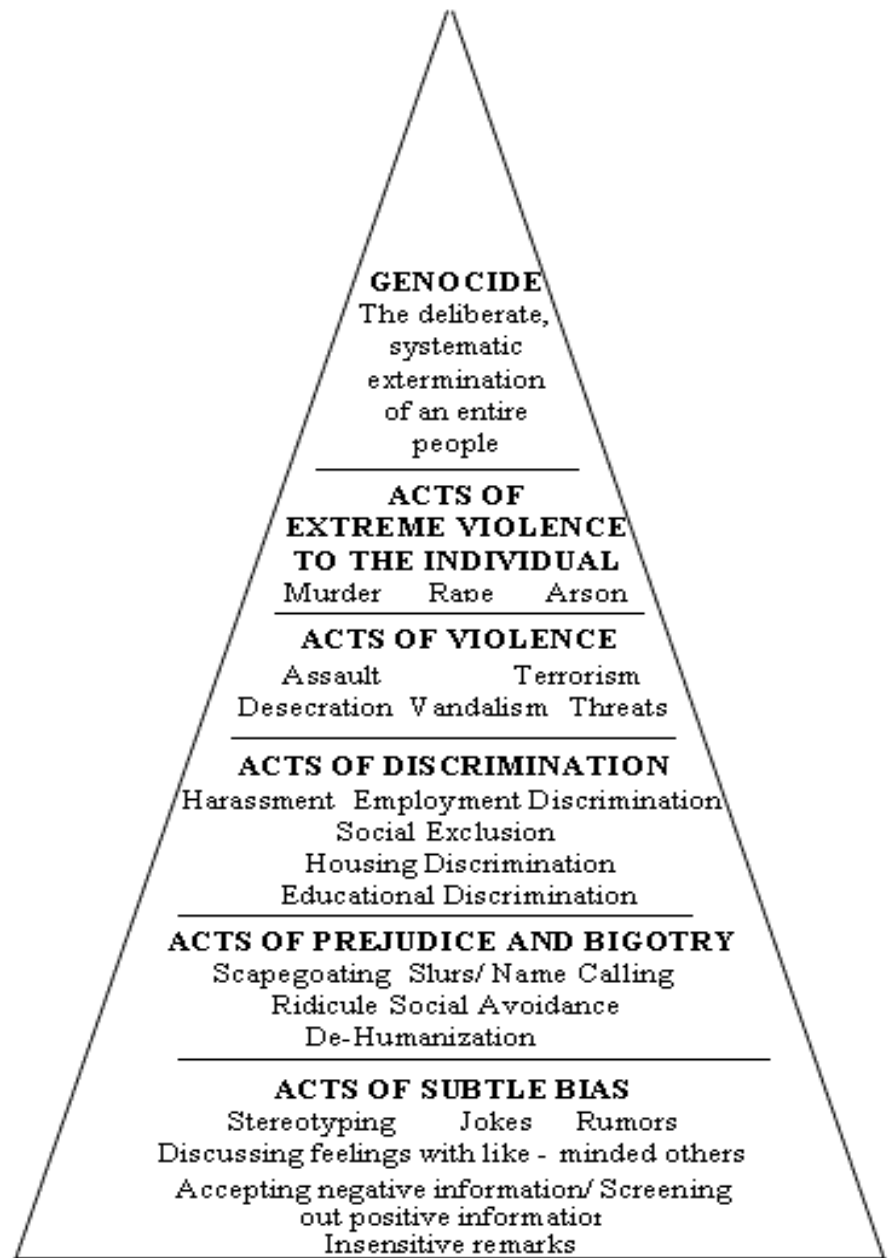 GENOCIDE
The deliberate,
systematic
extermination
of an entire
people
ACTS OF
EXTREME VIOLENCE
TO THE INDIVIDUAL
Murder Rape Arson
ACTS OF VIOLENCE
Assault Terrorism
Desecration Vandalism Threats
ACTS OF DISCRIMINATION
Harassment Employment Discrimination
Social Exclusion
Housing Discrimination
Educational Discrimination
ACTS OF PREJUDICE AND BIGOTRY
Scapegoating Slurs/ Name Calling
Ridicule Social Avoidance
De-Humanization
ACTS OF SUBTLE BIAS
Stereotyping Jokes Rumors
Discussing feelings with like - minded others
Accepting negative information/ Screening
out positive information
Insensitive remarks